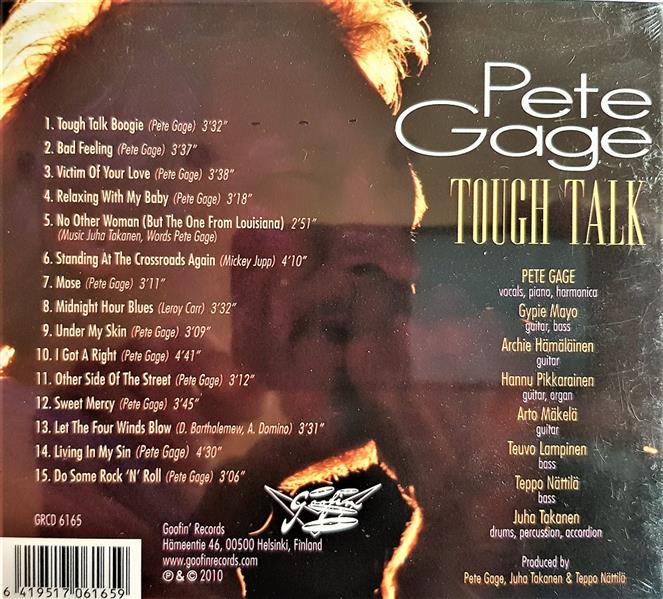 Pete
Gage
TOUGH TALK
1. Tough Talk Boogie (Pete Gage) 3'32"
2. Bad Feeling (Pete Gage) 3'37"
3. Victim Of Your Love (Pete Gage) 3'38"
4. Relaxing With My Baby (Pete Gage) 3'18"
5. No Other Woman (But The One From Louisiana) 2'51"
(Music Juha Takanen, Words Pete Gage)
6. Standing At The Crossroads Again (Mickey Jupp) 4'10"
7. Mose (Pete Gage) 3'11"
8. Midnight Hour Blues (Leroy Carr) 3'32"
9. Under My Skin (Pete Gage) 3'09"
10. I Got A Right (Pete Gage) 4'41"
11. Other Side Of The Street (Pete Gage) 3'12"
12. Sweet Mercy (Pete Gage) 3'45"
13. Let The Four Winds Blow (D. Bartholemew, A. Domino) 3'31"
14. Living In My Sin (Pete Gage) 4'30"
15. Do Some Rock 'N' Roll (Pete Gage) 3'06"
PETE GAGE
vocals, piano, harmonica
Gypie Mayo
guitar, bass
Archie Hämäläinen
guitar
Hannu Pikkarainen
guitar, organ
Arto Mäkelä
guitar
Teuvo Lampinen
bass
Teppo Nättilä
bass
Juha Takanen
drums, percussion, accordion
Produced by
Pete Gage, Juha Takanen & Teppo Nättilä
GRCD 6165
6 419517 061659
Goofin'
Goofin' Records
Hämeentie 46, 00500 Helsinki, Finland
www.goofinrecords.com
℗ & © 2010